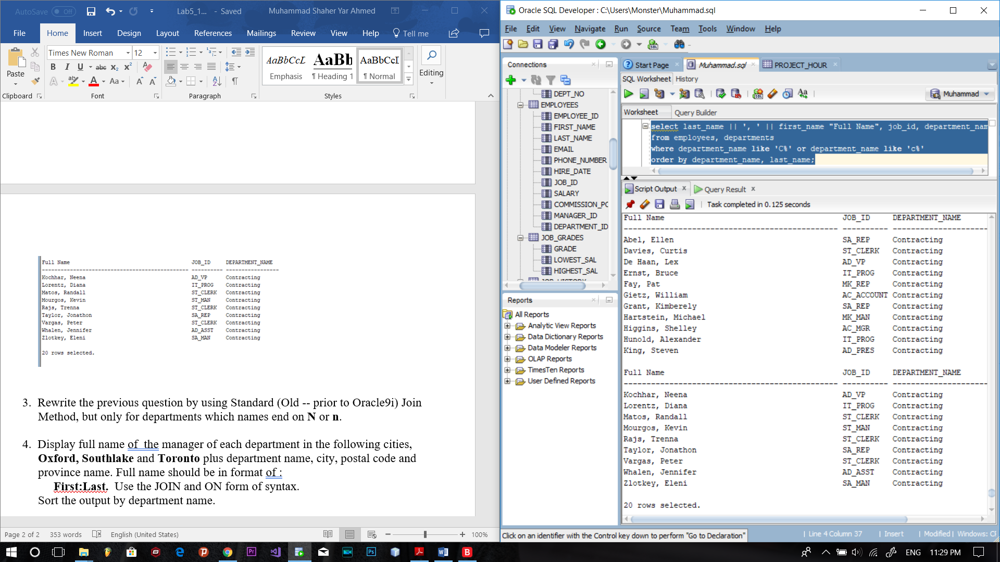 AutoSave Off
Lab5_1... - Saved
Muhammad Shaher Yar Ahmed
File Home Insert Design Layout References Mailings Review View Help Tell me
Paste
Times New Roman 12
AaBbCcL AaBb AaBbCcI
Emphasis ¶ Heading 1 ¶ Normal
Editing
Clipboard Font Paragraph Styles
Full Name JOB_ID DEPARTMENT_NAME
Kochhar, Neena AD_VP Contracting
Lorentz, Diana IT_PROG Contracting
Matos, Randall ST_CLERK Contracting
Mourgos, Kevin ST_MAN Contracting
Rajs, Trenna ST_CLERK Contracting
Taylor, Jonathon SA_REP Contracting
Vargas, Peter ST_CLERK Contracting
Whalen, Jennifer AD_ASST Contracting
Zlotkey, Eleni SA_MAN Contracting
20 rows selected.
3. Rewrite the previous question by using Standard (Old -- prior to Oracle9i) Join
Method, but only for departments which names end on N or n.
4. Display full name of the manager of each department in the following cities,
Oxford, Southlake and Toronto plus department name, city, postal code and
province name. Full name should be in format of :
First:Last. Use the JOIN and ON form of syntax.
Sort the output by department name.
Page 2 of 2 353 words English (United States) 100%
Oracle SQL Developer : C:\Users\Monster\Muhammad.sql
File Edit View Navigate Run Source Team Tools Window Help
Connections
DEPT_NO
EMPLOYEES
EMPLOYEE_ID
FIRST_NAME
LAST_NAME
EMAIL
PHONE_NUMBER
HIRE_DATE
JOB_ID
SALARY
COMMISSION_PC
MANAGER_ID
DEPARTMENT_ID
JOB_GRADES
GRADE
LOWEST_SAL
HIGHEST_SAL
JOB_HISTORY
Reports
All Reports
Analytic View Reports
Data Dictionary Reports
Data Modeler Reports
OLAP Reports
TimesTen Reports
User Defined Reports
Start Page Muhammad.sql PROJECT_HOUR
SQL Worksheet History
Muhammad
Worksheet Query Builder
select last_name || ', ' || first_name "Full Name", job_id, department_nam
from employees, departments
where department_name like 'C%' or department_name like 'c%'
order by department_name, last_name;
Script Output Query Result
Task completed in 0.125 seconds
Full Name JOB_ID DEPARTMENT_NAME
Abel, Ellen SA_REP Contracting
Davies, Curtis ST_CLERK Contracting
De Haan, Lex AD_VP Contracting
Ernst, Bruce IT_PROG Contracting
Fay, Pat MK_REP Contracting
Gietz, William AC_ACCOUNT Contracting
Grant, Kimberely SA_REP Contracting
Hartstein, Michael MK_MAN Contracting
Higgins, Shelley AC_MGR Contracting
Hunold, Alexander IT_PROG Contracting
King, Steven AD_PRES Contracting
Full Name JOB_ID DEPARTMENT_NAME
Kochhar, Neena AD_VP Contracting
Lorentz, Diana IT_PROG Contracting
Matos, Randall ST_CLERK Contracting
Mourgos, Kevin ST_MAN Contracting
Rajs, Trenna ST_CLERK Contracting
Taylor, Jonathon SA_REP Contracting
Vargas, Peter ST_CLERK Contracting
Whalen, Jennifer AD_ASST Contracting
Zlotkey, Eleni SA_MAN Contracting
20 rows selected.
Click on an identifier with the Control key down to perform "Go to Declaration"
| Line 4 Column 37 | Insert | Modified | Windows: CF
ENG 11:29 PM